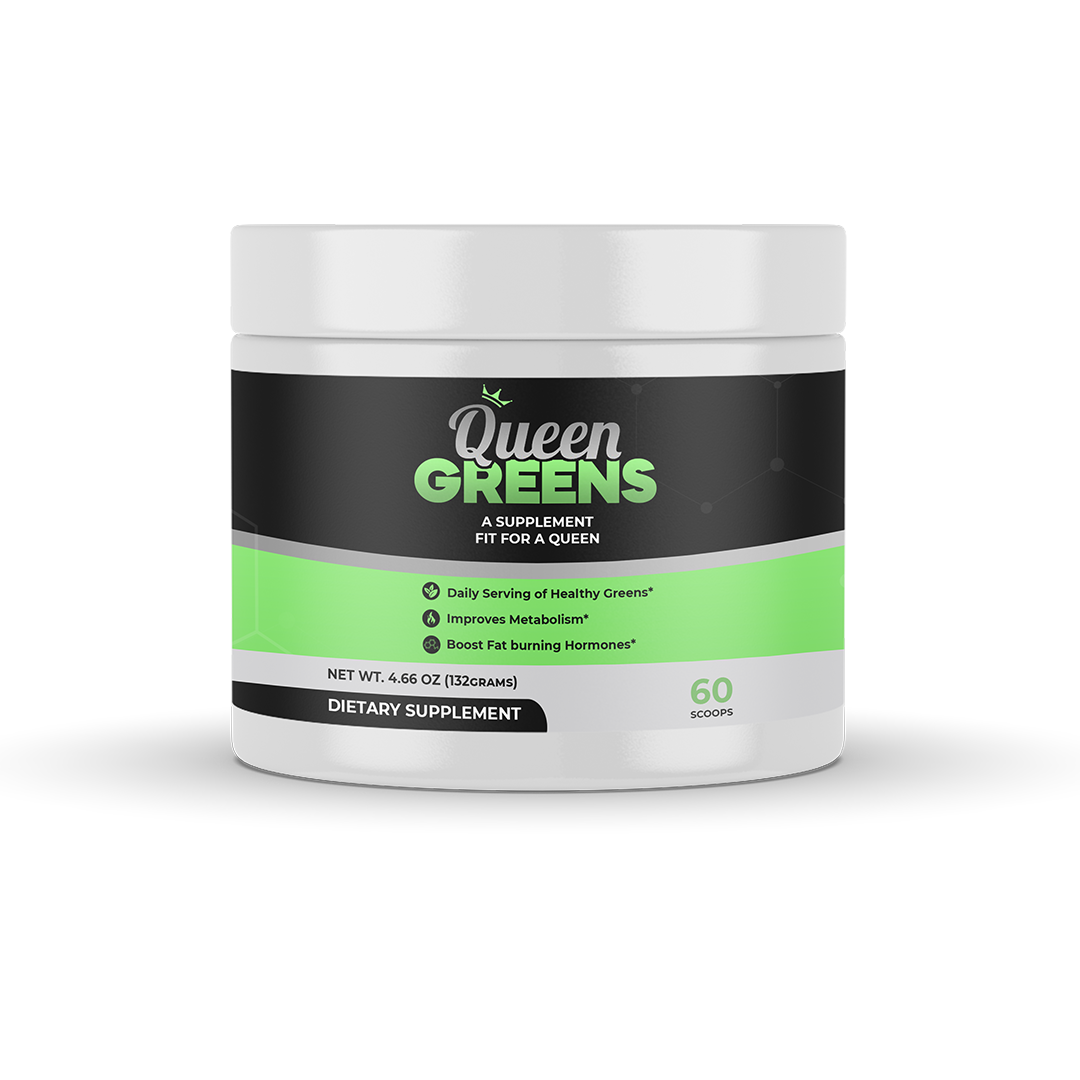 Queen
GREENS
A SUPPLEMENT
FIT FOR A QUEEN
Daily Serving of Healthy Greens*
Improves Metabolism*
Boost Fat burning Hormones*
NET WT. 4.66 OZ (132GRAMS)
DIETARY SUPPLEMENT
60
SCOOPS